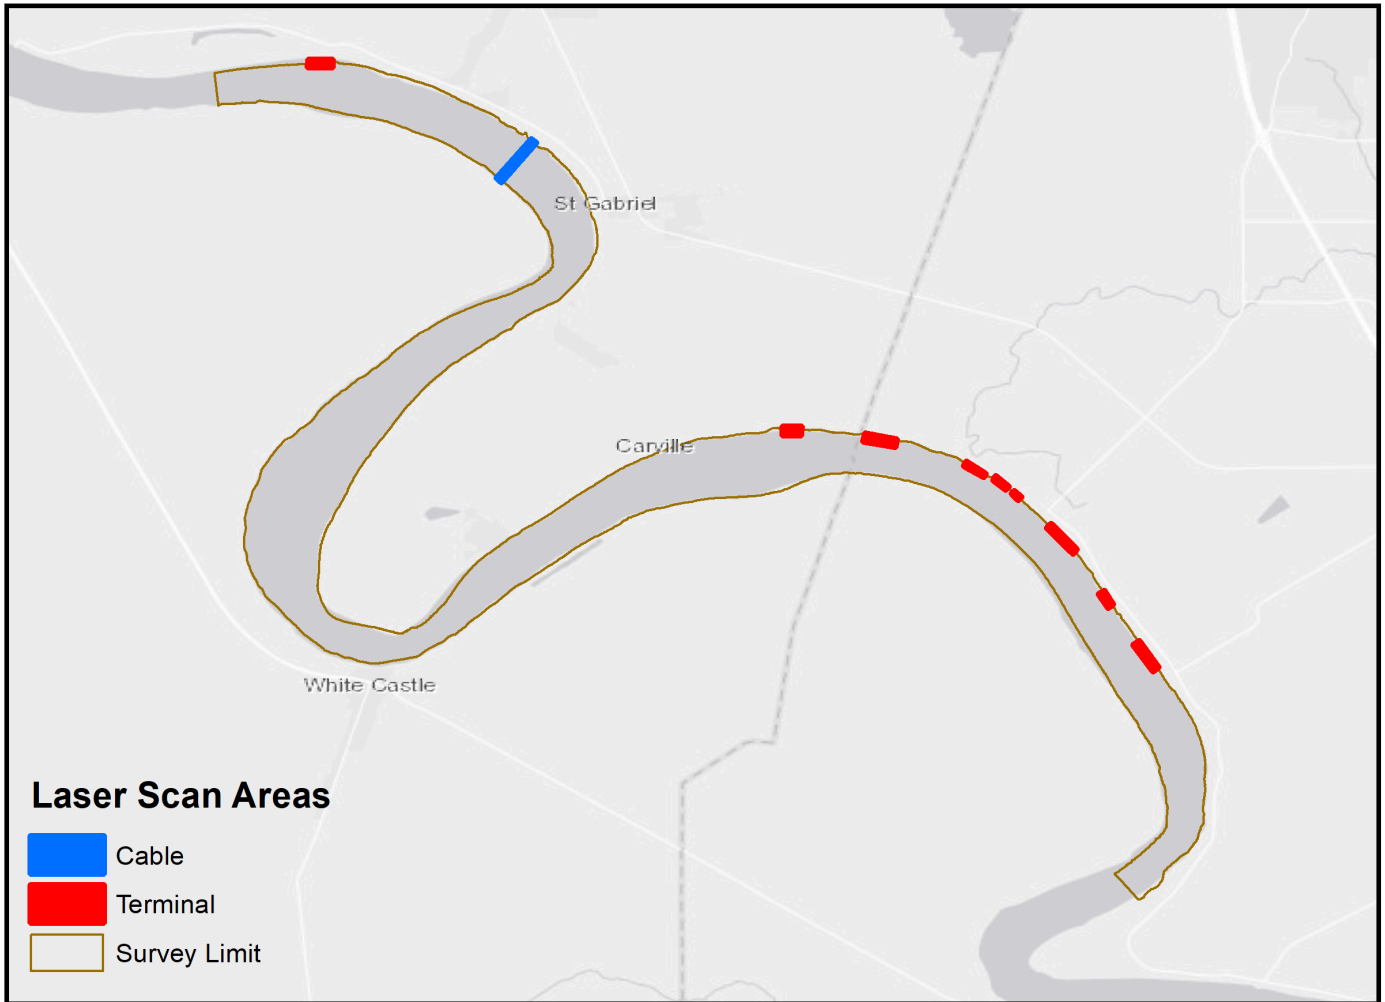 St Gabriel
Carville
White Castle
Laser Scan Areas
Cable
Terminal
Survey Limit